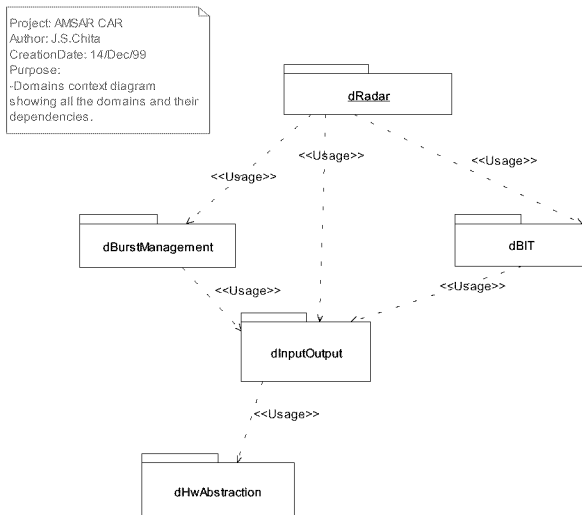 Project: AMSAR CAR
Author: J.S.Chita
CreationDate: 14/Dec/99
Purpose:
-Domains context diagram
showing all the domains and their
dependencies.
dRadar
<<Usage>>
<<Usage>>
<<Usage>>
dBurstManagement
dBIT
<<Usage>>
<<Usage>>
dInputOutput
<<Usage>>
dHwAbstraction